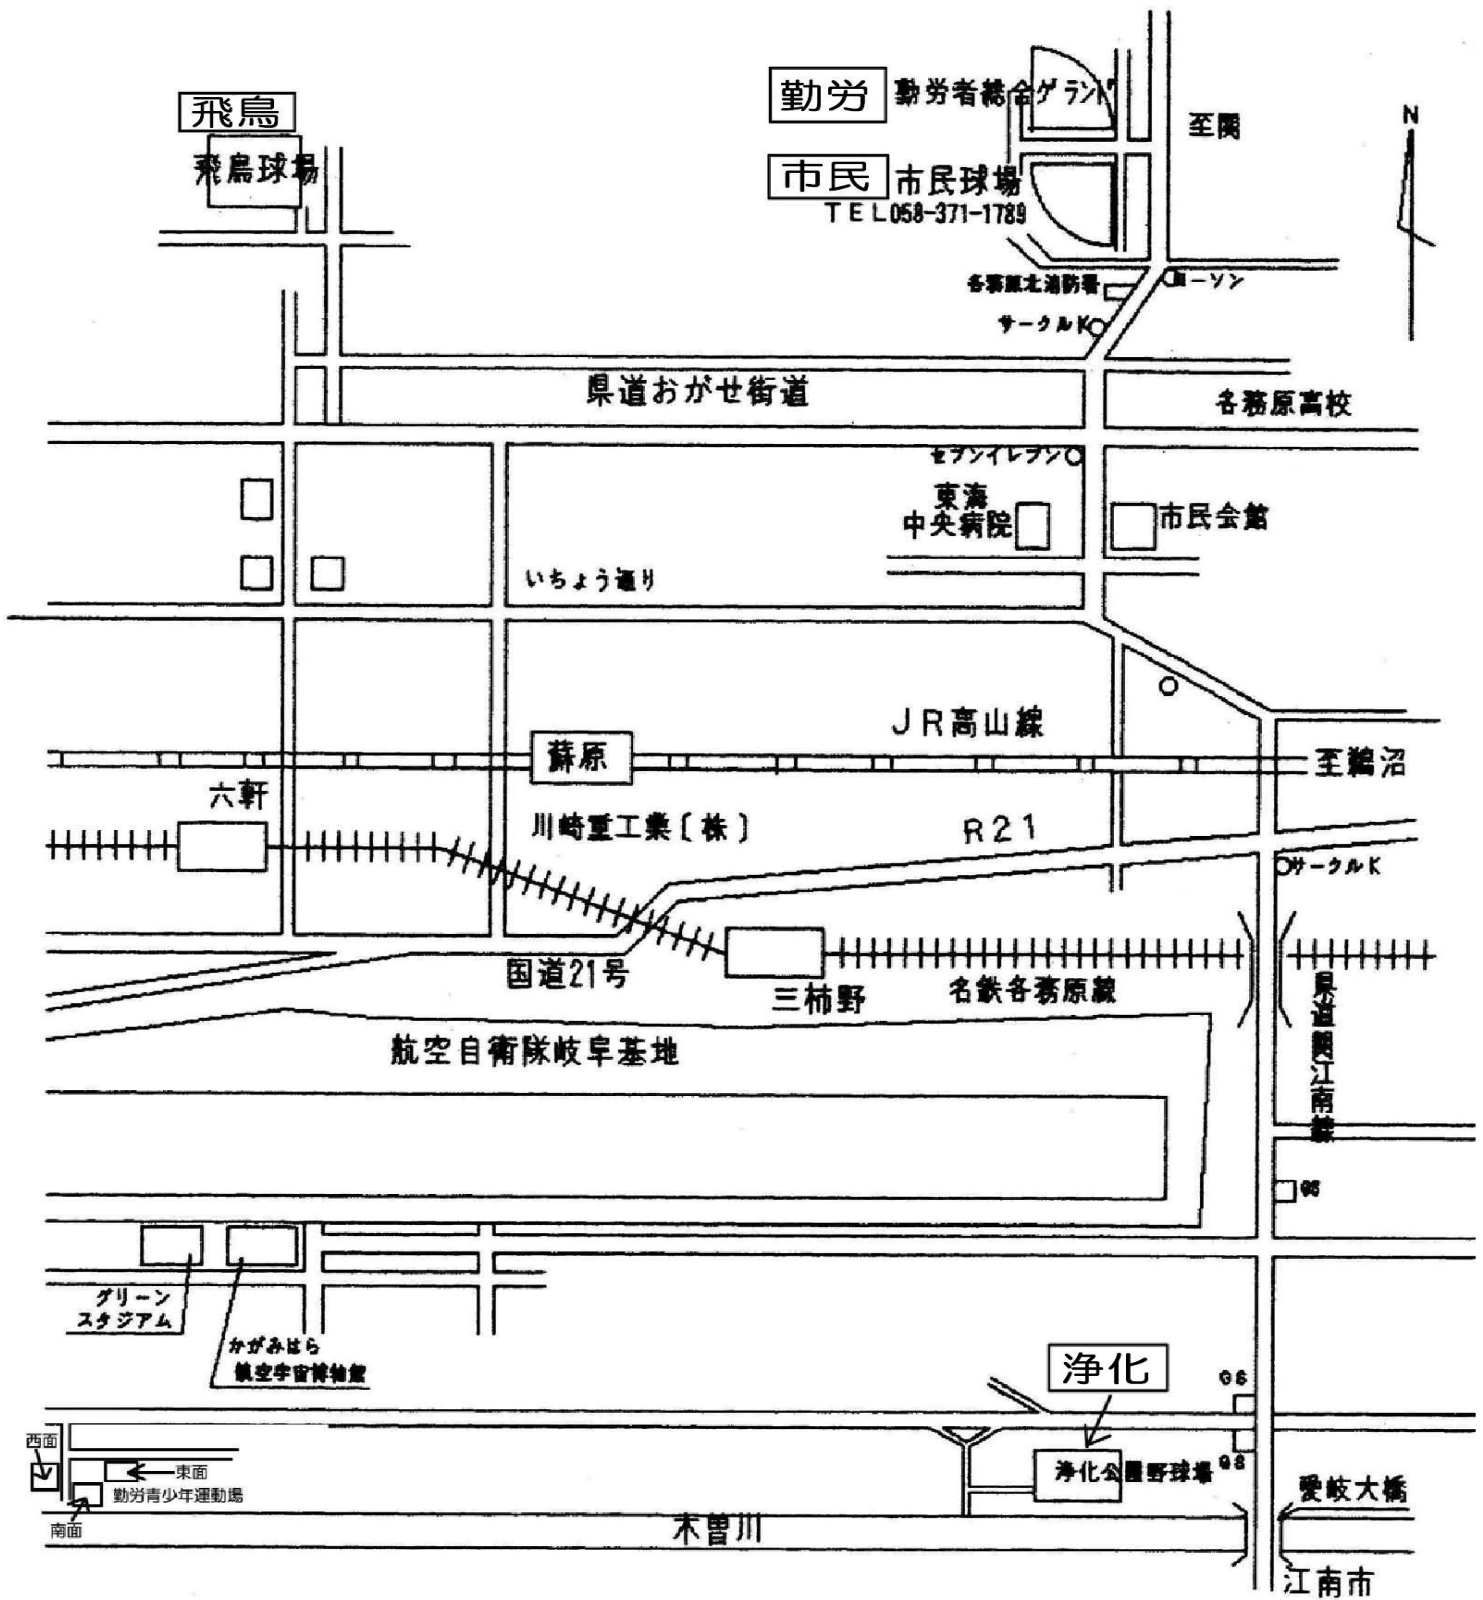 飛鳥
飛鳥球場
勤労
勤労者総合グランド
市民
市民球場
TEL058-371-1789
至関
N
各務原北消防署
ローソン
サークルK
県道おがせ街道
各務原高校
セブンイレブン
東海
中央病院
市民会館
いちょう通り
JR高山線
蘇原
至鵜沼
六軒
川崎重工業(株)
R21
サークルK
国道21号
三柿野
名鉄各務原線
県道関江南線
航空自衛隊岐阜基地
GS
グリーン
スタジアム
かがみはら
航空宇宙博物館
浄化
GS
西面
東面
勤労青少年運動場
南面
浄化公園野球場
GS
愛岐大橋
木曽川
江南市